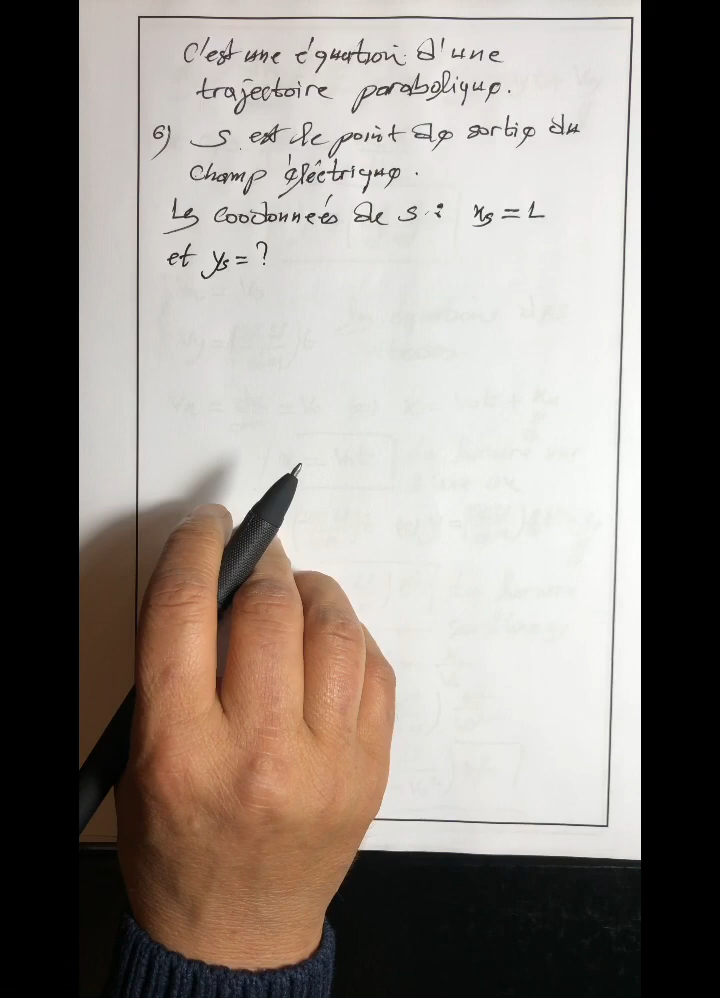 C'est une équation d'une
trajectoire parabolique.
6) S est le point de sortie du
champ électrique.
Les coodonnées de S : xs = L
et ys = ?